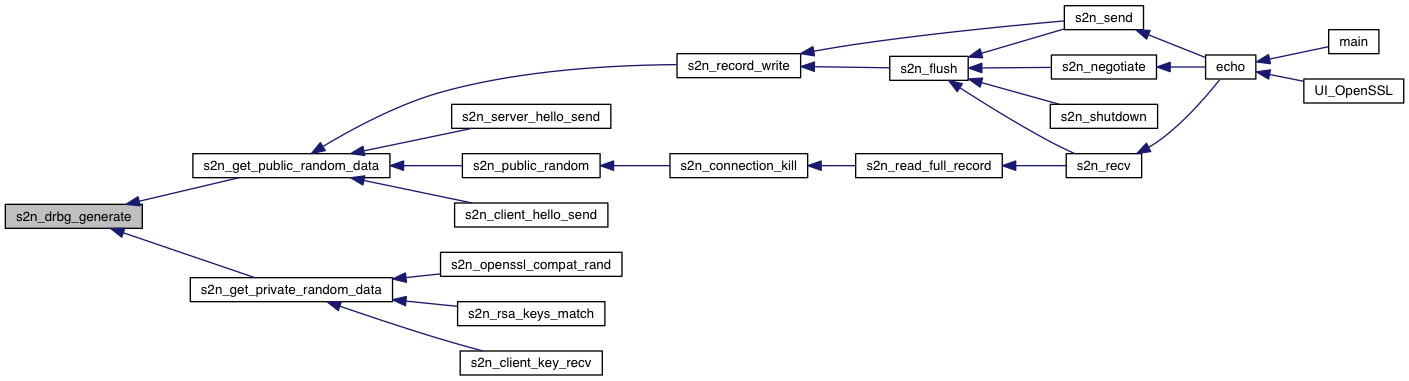 s2n_send
main
s2n_record_write
s2n_flush
s2n_negotiate
echo
UI_OpenSSL
s2n_server_hello_send
s2n_shutdown
s2n_get_public_random_data
s2n_public_random
s2n_connection_kill
s2n_read_full_record
s2n_recv
s2n_drbg_generate
s2n_client_hello_send
s2n_openssl_compat_rand
s2n_get_private_random_data
s2n_rsa_keys_match
s2n_client_key_recv